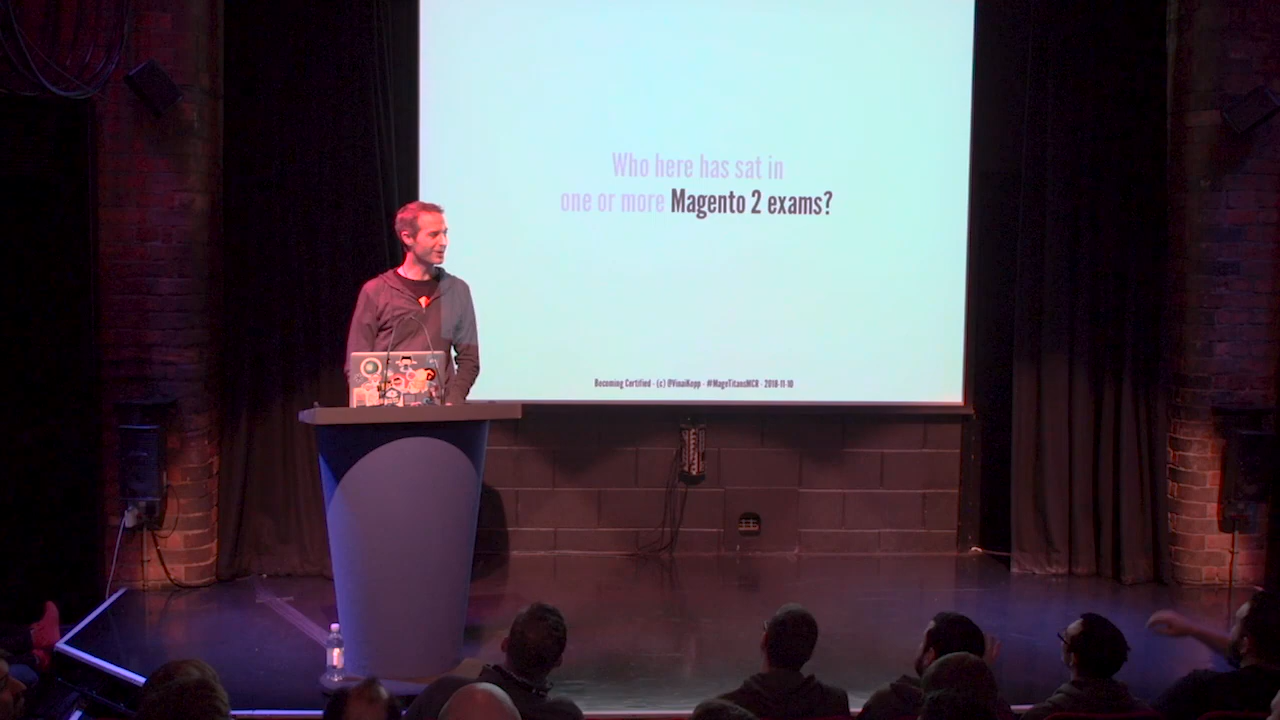 Who here has sat in
one or more Magento 2 exams?
Becoming Certified - (c) @VinaiKopp - #MageTitansMCR - 2018-11-10